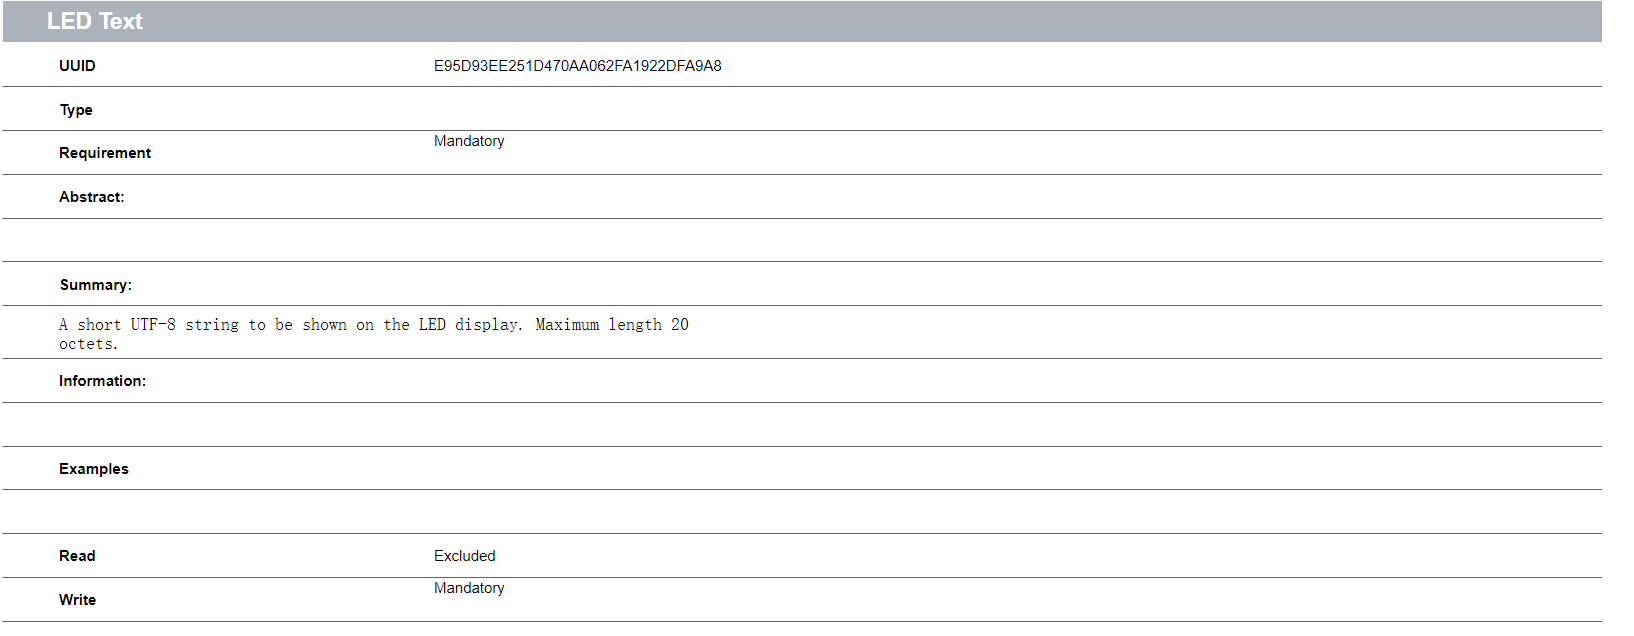 LED Text
UUID E95D93EE251D470AA062FA1922DFA9A8
Type
Requirement Mandatory
Abstract:
Summary:
A short UTF-8 string to be shown on the LED display. Maximum length 20
octets.
Information:
Examples
Read Excluded
Write Mandatory